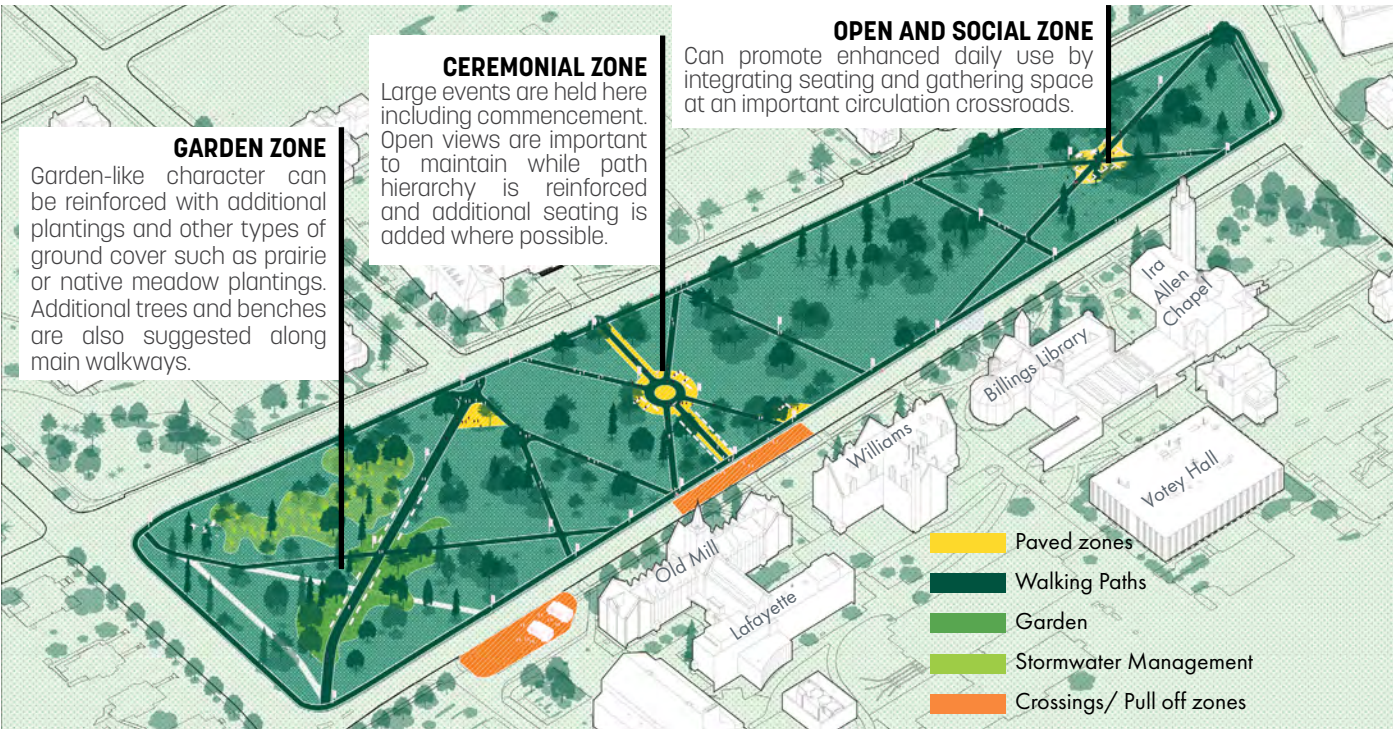 GARDEN ZONE
Garden-like character can
be reinforced with additional
plantings and other types of
ground cover such as prairie
or native meadow plantings.
Additional trees and benches
are also suggested along
main walkways.
CEREMONIAL ZONE
Large events are held here
including commencement.
Open views are important
to maintain while path
hierarchy is reinforced
and additional seating is
added where possible.
OPEN AND SOCIAL ZONE
Can promote enhanced daily use by
integrating seating and gathering space
at an important circulation crossroads.
Ira
Allen
Chapel
Billings Library
Williams
Votey Hall
Old Mill
Lafayette
Paved zones
Walking Paths
Garden
Stormwater Management
Crossings/ Pull off zones